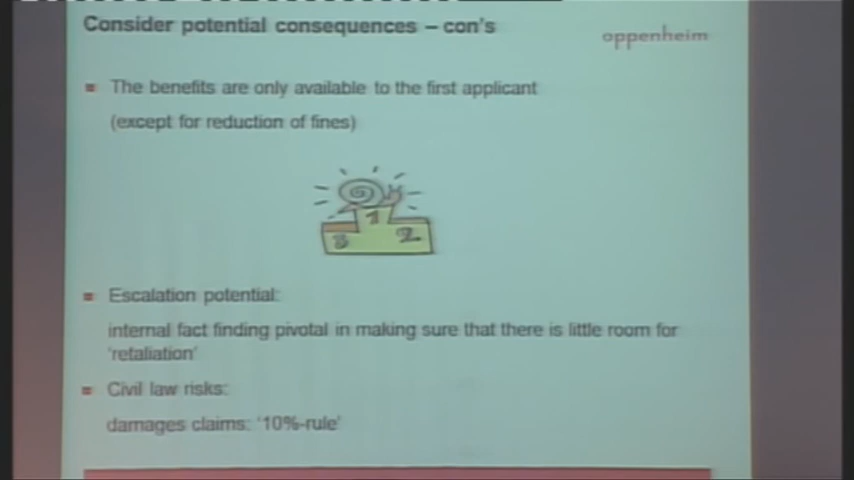 Consider potential consequences – con's
oppenheim
The benefits are only available to the first applicant
(except for reduction of fines)
1
3 2
Escalation potential:
internal fact finding pivotal in making sure that there is little room for
'retaliation'
Civil law risks:
damages claims: '10%-rule'